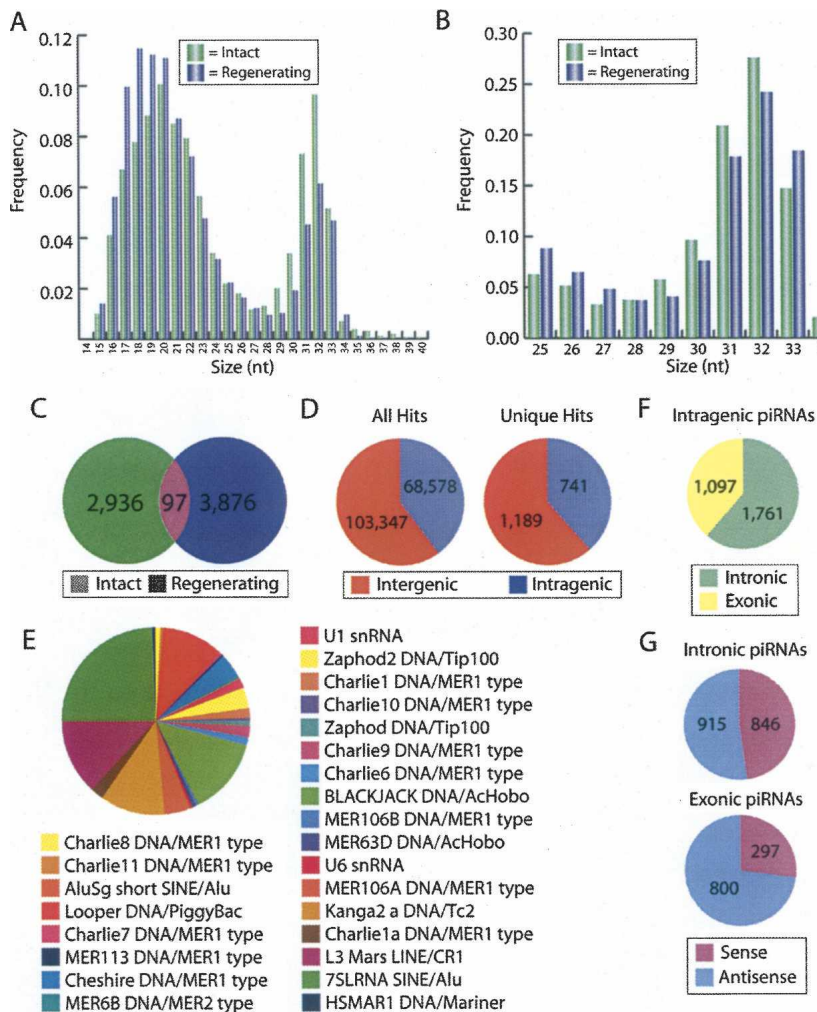 A
= Intact
= Regenerating
Frequency
0.12
0.10
0.08
0.06
0.04
0.02
14 15 16 17 18 19 20 21 22 23 24 25 26 27 28 29 30 31 32 33 34 35 36 37 38 39 40
Size (nt)
B
= Intact
= Regenerating
Frequency
0.30
0.25
0.20
0.15
0.10
0.05
0.00
25 26 27 28 29 30 31 32 33
Size (nt)
C
2,936 97 3,876
Intact Regenerating
D
All Hits
68,578
103,347
Unique Hits
741
1,189
Intergenic Intragenic
F
Intragenic piRNAs
1,097
1,761
Intronic
Exonic
E
Charlie8 DNA/MER1 type
Charlie11 DNA/MER1 type
AluSg short SINE/Alu
Looper DNA/PiggyBac
Charlie7 DNA/MER1 type
MER113 DNA/MER1 type
Cheshire DNA/MER1 type
MER6B DNA/MER2 type
U1 snRNA
Zaphod2 DNA/Tip100
Charlie1 DNA/MER1 type
Charlie10 DNA/MER1 type
Zaphod DNA/Tip100
Charlie9 DNA/MER1 type
Charlie6 DNA/MER1 type
BLACKJACK DNA/AcHobo
MER106B DNA/MER1 type
MER63D DNA/AcHobo
U6 snRNA
MER106A DNA/MER1 type
Kanga2 a DNA/Tc2
Charlie1a DNA/MER1 type
L3 Mars LINE/CR1
7SLRNA SINE/Alu
HSMAR1 DNA/Mariner
G
Intronic piRNAs
915 846
Exonic piRNAs
297
800
Sense
Antisense